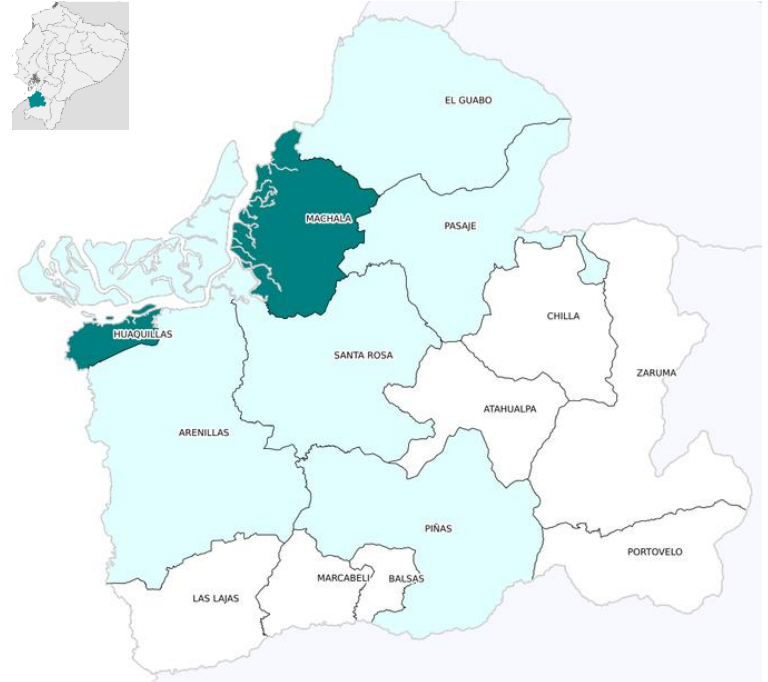 EL GUABO
MACHALA
PASAJE
CHILLA
HUAQUILLAS
SANTA ROSA
ZARUMA
ATAHUALPA
ARENILLAS
PIÑAS
PORTOVELO
MARCABELI
BALSAS
LAS LAJAS